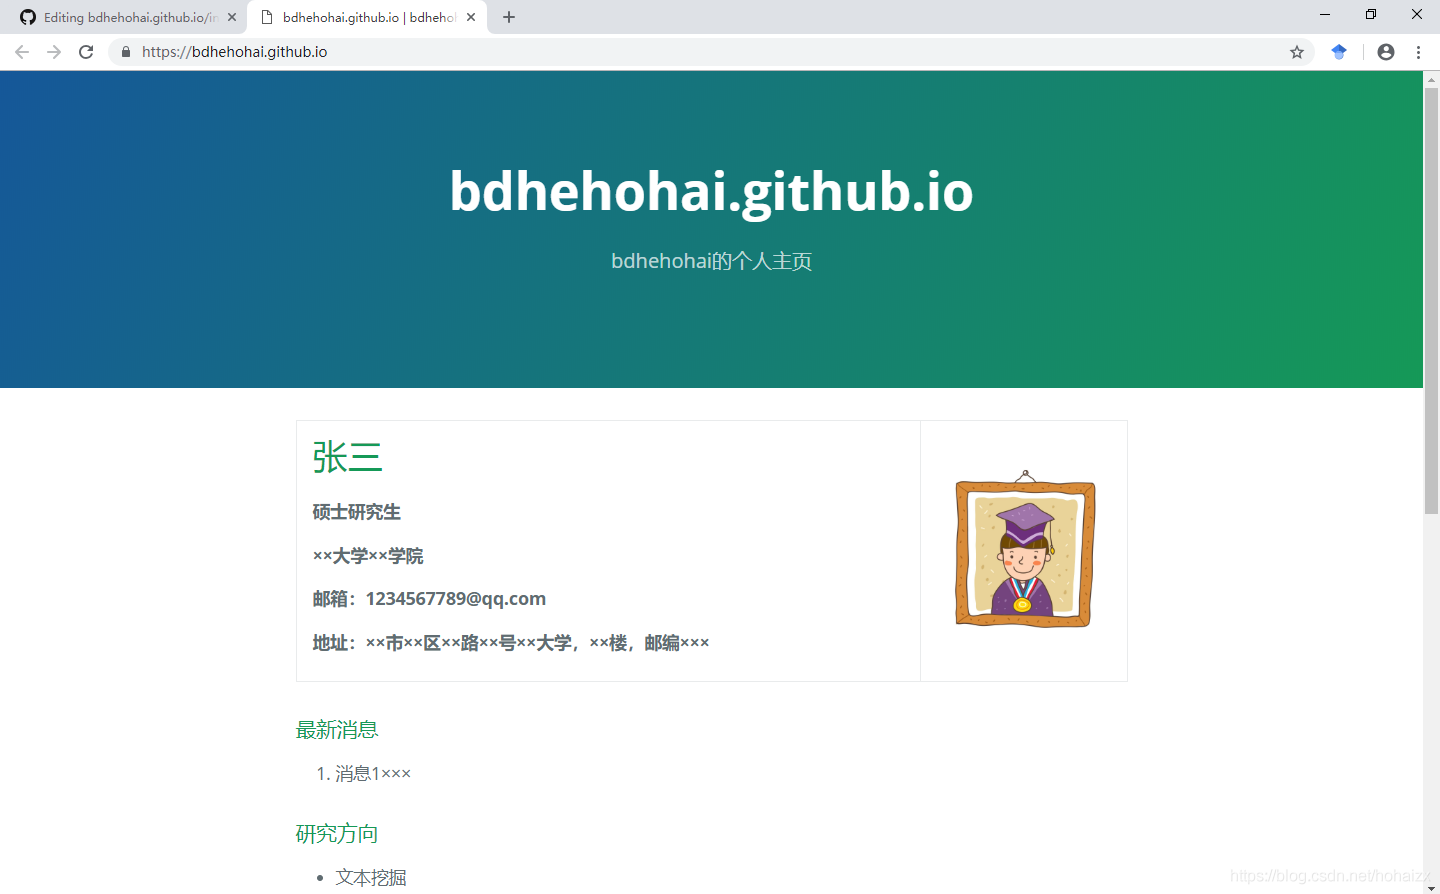 Editing bdhehohai.github.io/in
bdhehohai.github.io | bdheho
https://bdhehohai.github.io
bdhehohai.github.io
bdhehohai的个人主页
张三
硕士研究生
××大学××学院
邮箱：1234567789@qq.com
地址：××市××区××路××号××大学，××楼，邮编×××
最新消息
1. 消息1×××
研究方向
• 文本挖掘
https://blog.csdn.net/hohaizx